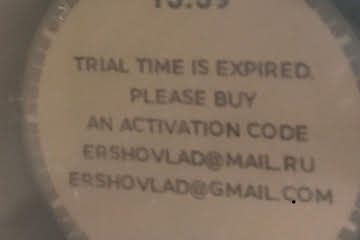 TRIAL TIME IS EXPIRED.
PLEASE BUY
AN ACTIVATION CODE
ERSHOVLAD@MAIL.RU
ERSHOVLAD@GMAIL.COM